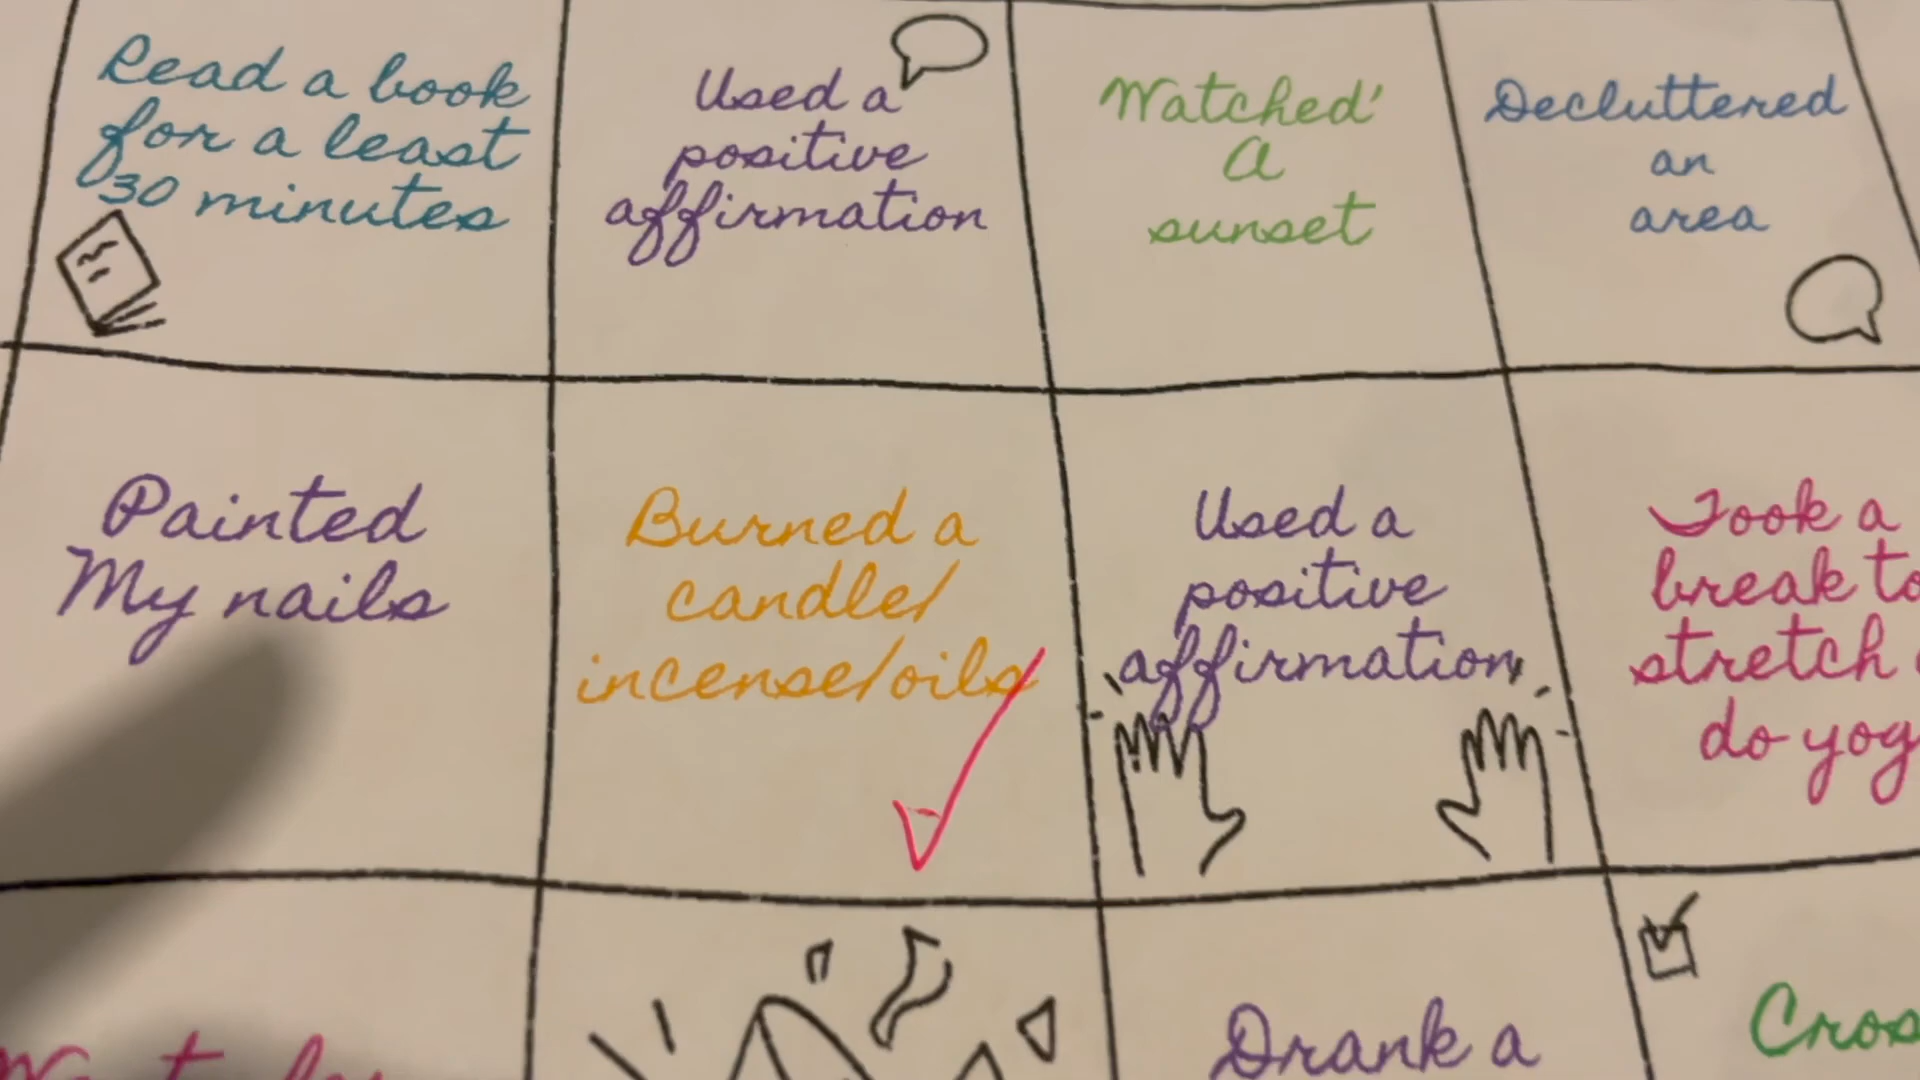 Read a book
for a least
30 minutes
Used a
positive
affirmation
Watched'
A
sunset
Decluttered
an
area
Painted
My nails
Burned a
candle/
incense/oils
Used a
positive
affirmation
Took a
break to
stretch
do yog
Drank a
Cros